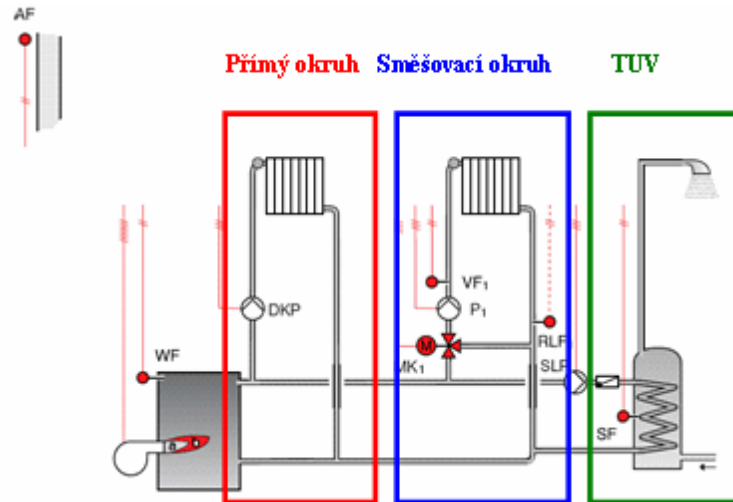 AF
Přímý okruh
Směšovací okruh
TUV
VF1
DKP
P1
M
RLF
WF
MK1
SLP
SF